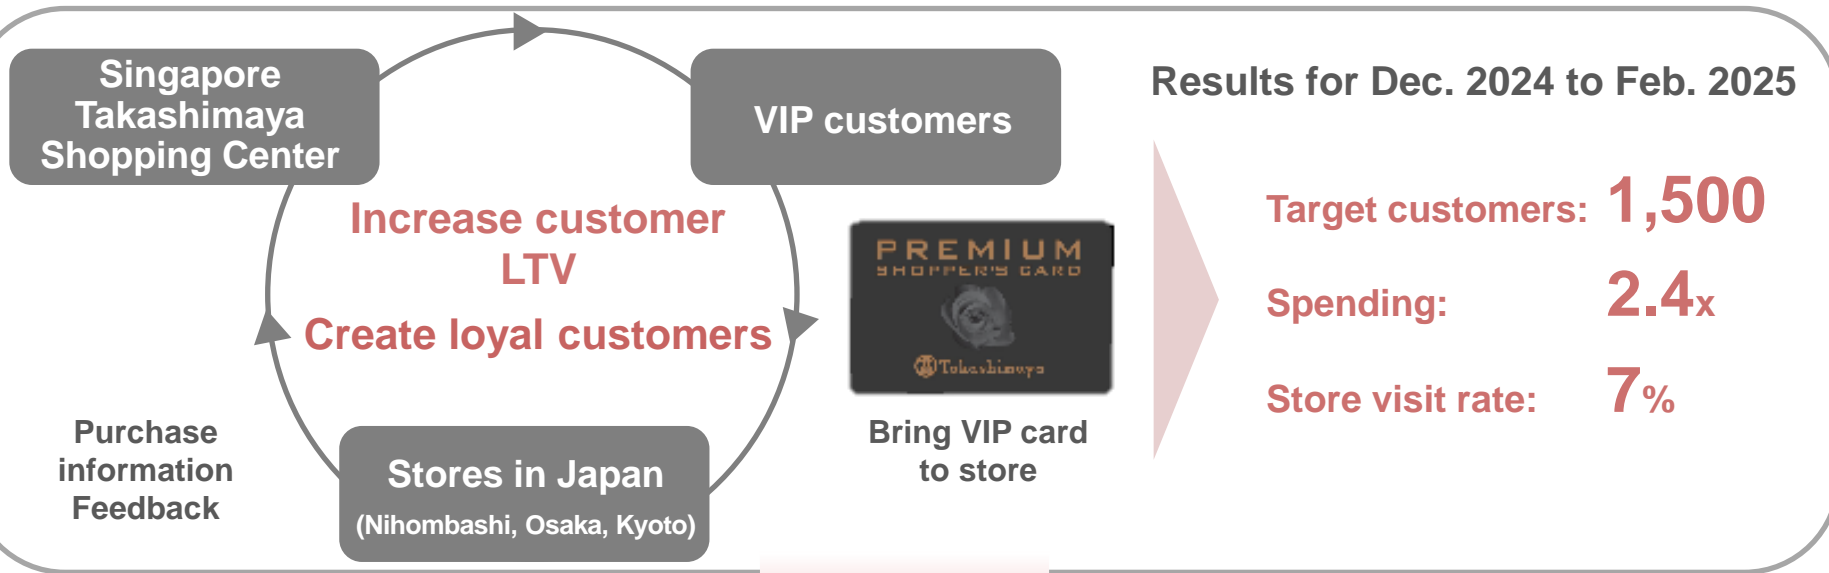 Singapore
Takashimaya
Shopping Center
VIP customers
Increase customer
LTV
Create loyal customers
PREMIUM
SHOPPER'S CARD
Takashimaya
Bring VIP card
to store
Stores in Japan
(Nihombashi, Osaka, Kyoto)
Purchase
information
Feedback
Results for Dec. 2024 to Feb. 2025
Target customers: 1,500
Spending: 2.4x
Store visit rate: 7%